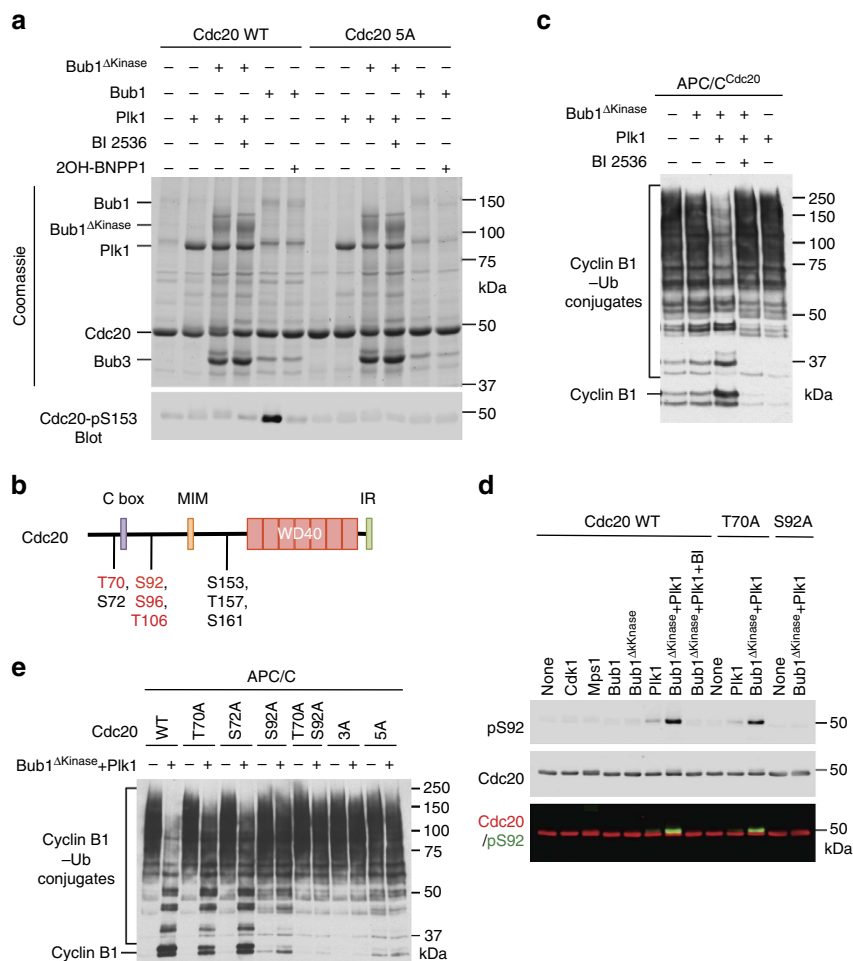 a
Cdc20 WT Cdc20 5A
Bub1ΔKinase – – + + – – – – + + – –
Bub1 – – – – + + – – – – + +
Plk1 – + + + – – – + + + – –
BI 2536 – – – + – – – – – + – –
2OH-BNPP1 – – – – – + – – – – – +
Coomassie
Bub1
Bub1ΔKinase
Plk1
Cdc20
Bub3
150
100
75
kDa
50
37
Cdc20-pS153
Blot
50
b
C box MIM IR
Cdc20
WD40
T70, S92, S153,
S72 S96, T157,
T106 S161
c
APC/CCdc20
Bub1ΔKinase – + + + –
Plk1 – – + + +
BI 2536 – – – + –
Cyclin B1
–Ub
conjugates
Cyclin B1
250
150
100
75
50
37
kDa
d
Cdc20 WT T70A S92A
None
Cdk1
Mps1
Bub1
Bub1ΔkKnase
Plk1
Bub1ΔKinase+Plk1
Bub1ΔKinase+Plk1+BI
None
Plk1
Bub1ΔKinase+Plk1
None
Bub1ΔKinase+Plk1
pS92 50
Cdc20 50
Cdc20
/pS92
50
kDa
e
APC/C
Cdc20 WT T70A S72A S92A T70A S92A 3A 5A
Bub1ΔKinase+Plk1 – + – + – + – + – + – + – +
Cyclin B1
–Ub
conjugates
Cyclin B1
250
150
100
75
50
37
kDa